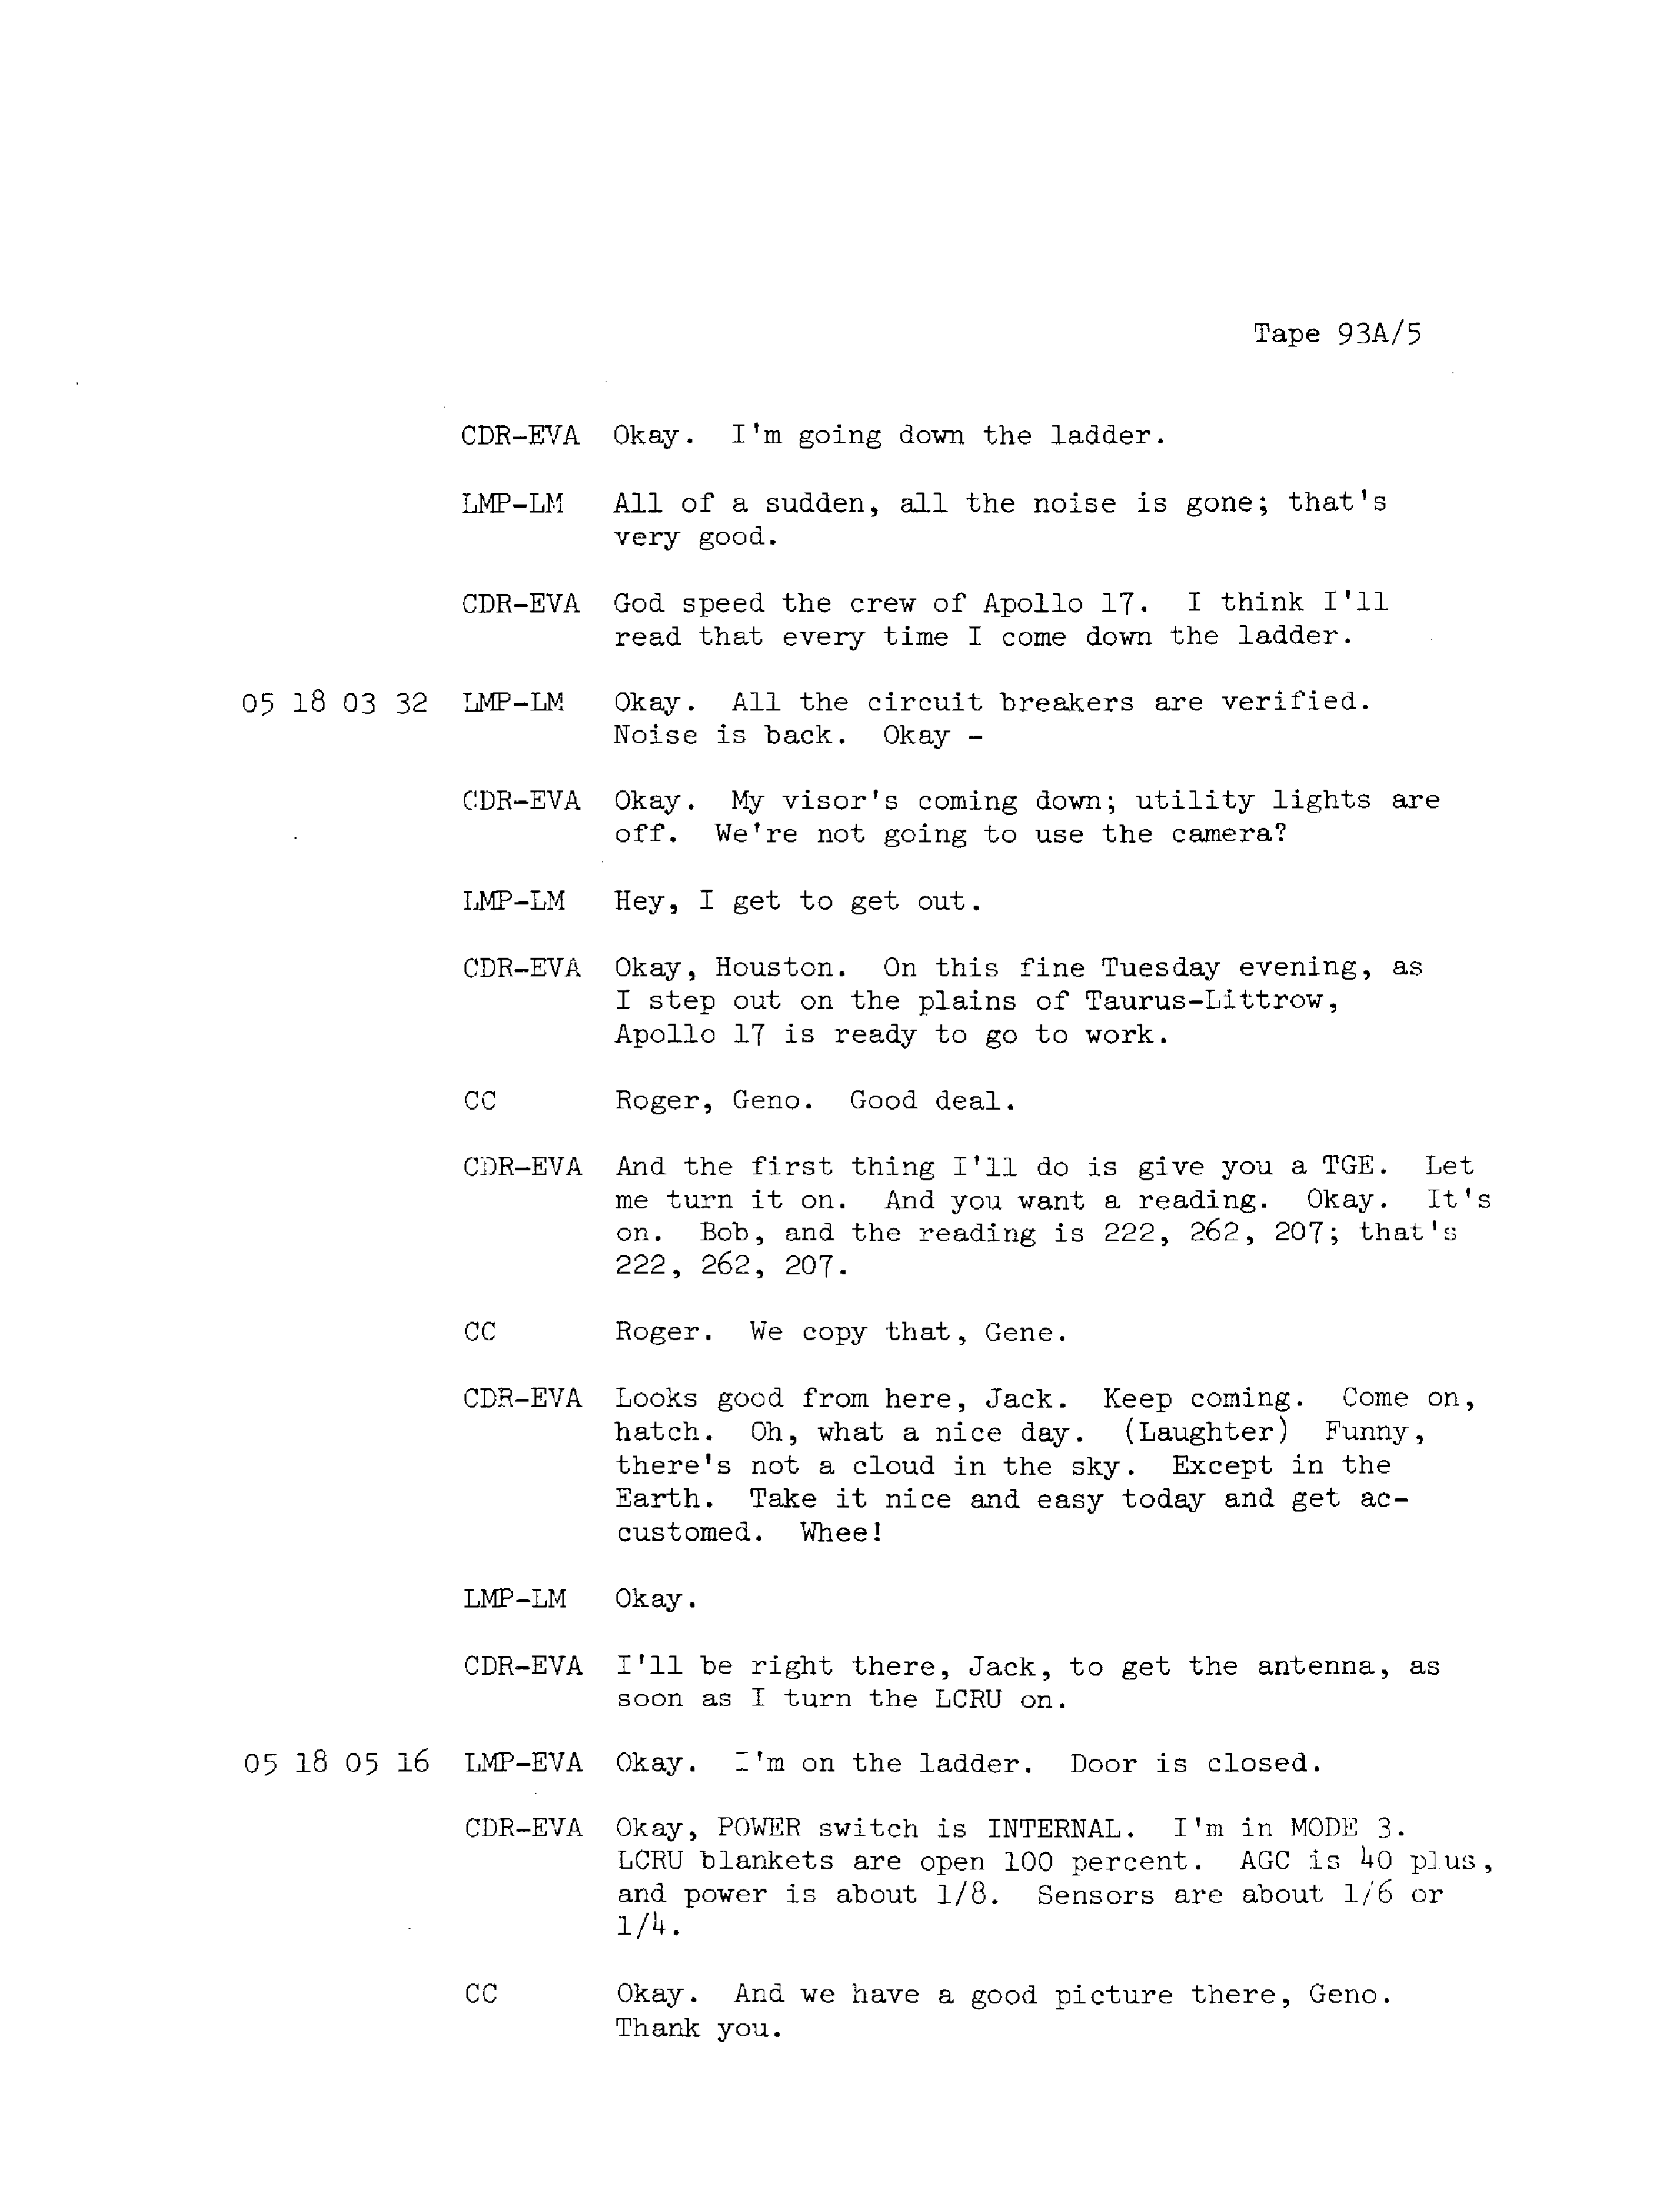 Tape 93A/5
CDR-EVA Okay. I'm going down the ladder.
LMP-LM All of a sudden, all the noise is gone; that's
very good.
CDR-EVA God speed the crew of Apollo 17. I think I'll
read that every time I come down the ladder.
05 18 03 32 LMP-LM Okay. All the circuit breakers are verified.
Noise is back. Okay -
CDR-EVA Okay. My visor's coming down; utility lights are
off. We're not going to use the camera?
LMP-LM Hey, I get to get out.
CDR-EVA Okay, Houston. On this fine Tuesday evening, as
I step out on the plains of Taurus-Littrow,
Apollo 17 is ready to go to work.
CC Roger, Geno. Good deal.
CDR-EVA And the first thing I'll do is give you a TGE. Let
me turn it on. And you want a reading. Okay. It's
on. Bob, and the reading is 222, 262, 207; that's
222, 262, 207.
CC Roger. We copy that, Gene.
CDR-EVA Looks good from here, Jack. Keep coming. Come on,
hatch. Oh, what a nice day. (Laughter) Funny,
there's not a cloud in the sky. Except in the
Earth. Take it nice and easy today and get ac-
customed. Whee!
LMP-LM Okay.
CDR-EVA I'll be right there, Jack, to get the antenna, as
soon as I turn the LCRU on.
05 18 05 16 LMP-EVA Okay. I'm on the ladder. Door is closed.
CDR-EVA Okay, POWER switch is INTERNAL. I'm in MODE 3.
LCRU blankets are open 100 percent. AGC is 40 plus,
and power is about 1/8. Sensors are about 1/6 or
1/4.
CC Okay. And we have a good picture there, Geno.
Thank you.